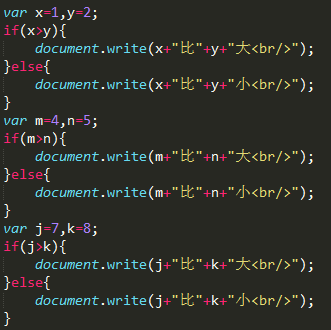 var x=1,y=2;
if(x>y){
    document.write(x+"比"+y+"大<br/>");
}else{
    document.write(x+"比"+y+"小<br/>");
}
var m=4,n=5;
if(m>n){
    document.write(m+"比"+n+"大<br/>");
}else{
    document.write(m+"比"+n+"小<br/>");
}
var j=7,k=8;
if(j>k){
    document.write(j+"比"+k+"大<br/>");
}else{
    document.write(j+"比"+k+"小<br/>");
}